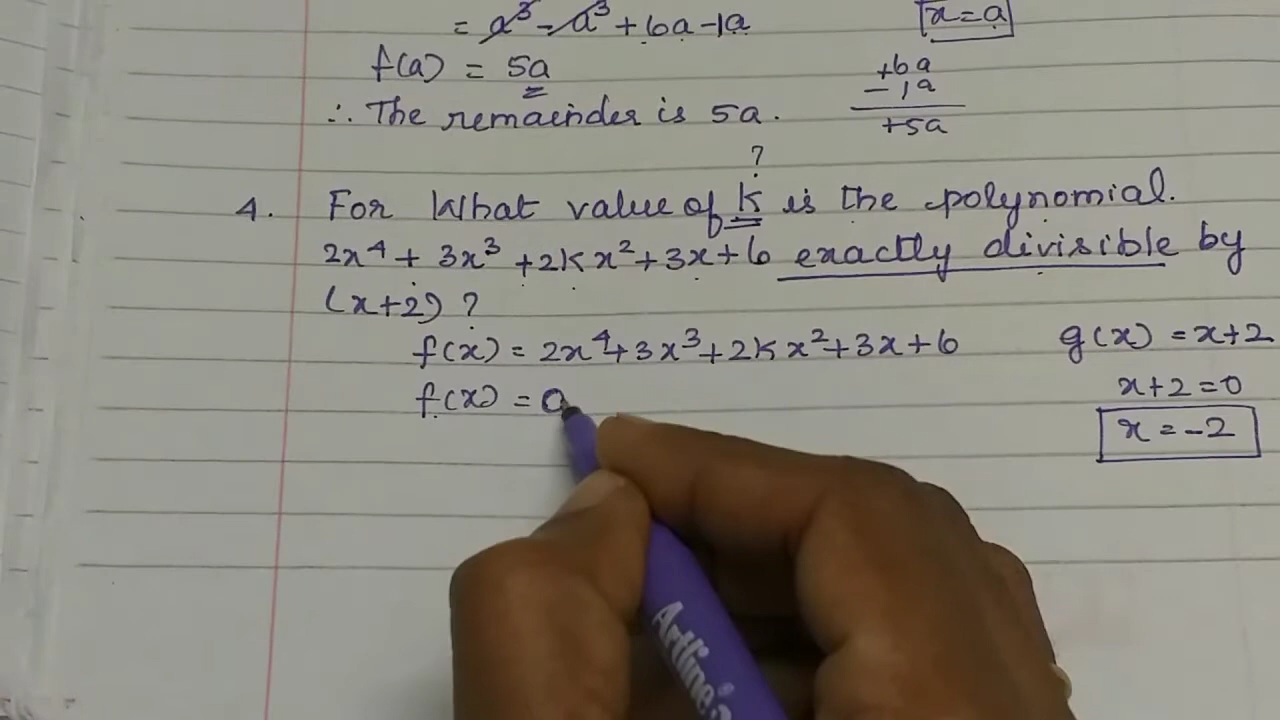 = a³ - a³ + 6a - 1a
x = a
f(a) = 5a
+6a
- 1a
+5a
∴ The remainder is 5a.
?
4. For What value of k is the polynomial.
2x⁴ + 3x³ + 2kx² + 3x + 6 exactly divisible by
(x+2) ?
f(x) = 2x⁴+3x³+2kx²+3x+6
g(x) = x+2
x+2=0
f(x) = 0
x = -2
Artline